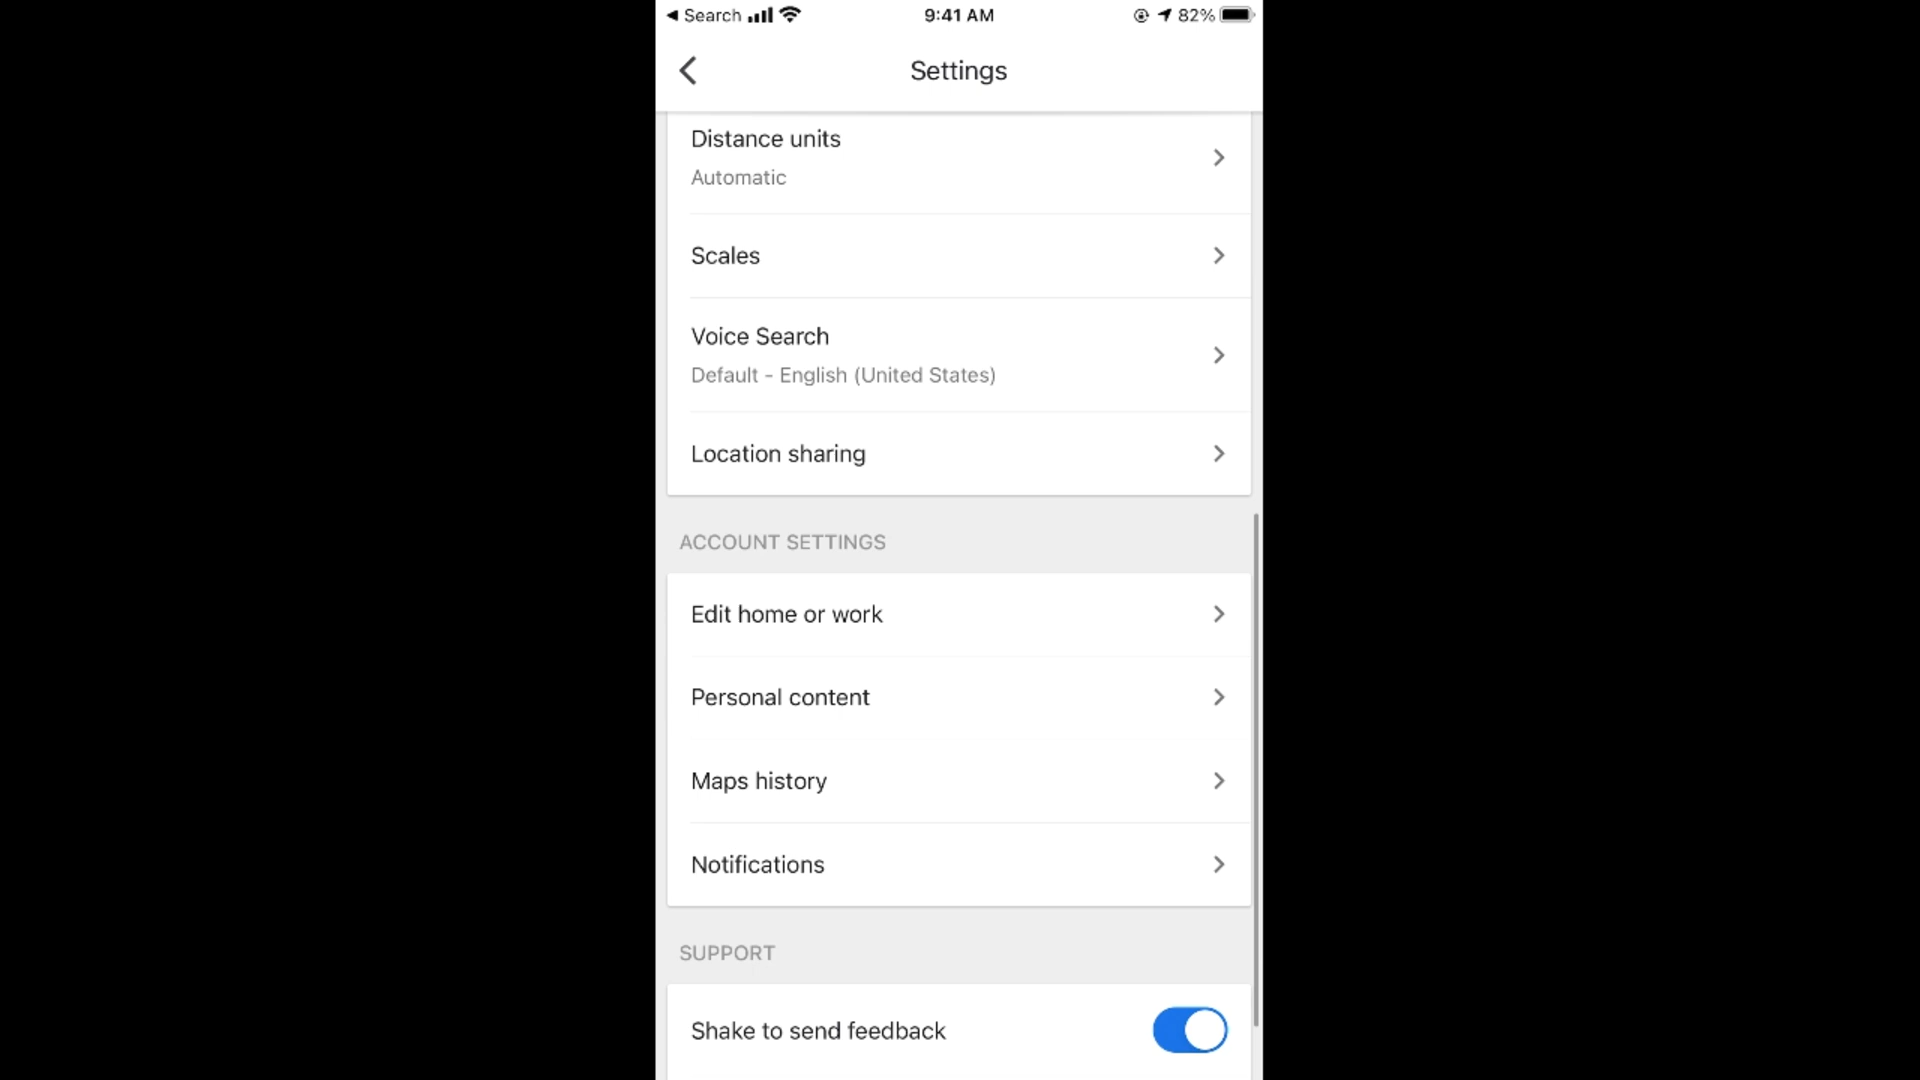 Search 9:41 AM 82%
Settings
Distance units
Automatic
Scales
Voice Search
Default - English (United States)
Location sharing
ACCOUNT SETTINGS
Edit home or work
Personal content
Maps history
Notifications
SUPPORT
Shake to send feedback